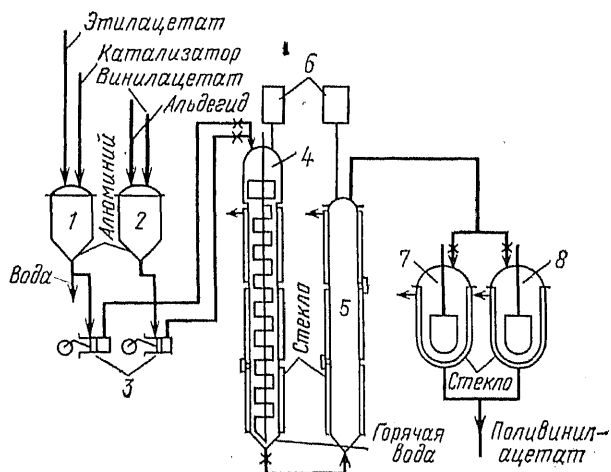 Этилацетат
Катализатор
Винилацетат
Альдегид
6
4
Алюминий
1
2
5
7
8
Вода
Стекло
3
Стекло
Горячая
вода
Поливинил-
ацетат